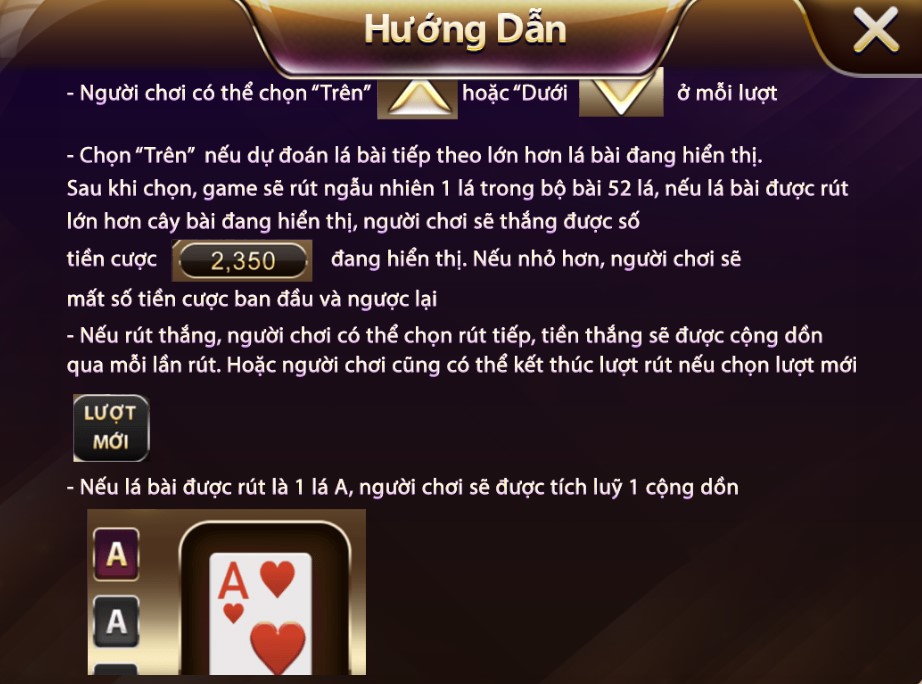 Hướng Dẫn
- Người chơi có thể chọn “Trên” hoặc “Dưới ở mỗi lượt
- Chọn “Trên” nếu dự đoán lá bài tiếp theo lớn hơn lá bài đang hiển thị.
Sau khi chọn, game sẽ rút ngẫu nhiên 1 lá trong bộ bài 52 lá, nếu lá bài được rút
lớn hơn cây bài đang hiển thị, người chơi sẽ thắng được số
tiền cược 2,350 đang hiển thị. Nếu nhỏ hơn, người chơi sẽ
mất số tiền cược ban đầu và ngược lại
- Nếu rút thắng, người chơi có thể chọn rút tiếp, tiền thắng sẽ được cộng dồn
qua mỗi lần rút. Hoặc người chơi cũng có thể kết thúc lượt rút nếu chọn lượt mới
LƯỢT
MỚI
- Nếu lá bài được rút là 1 lá A, người chơi sẽ được tích luỹ 1 cộng dồn
A
A
A